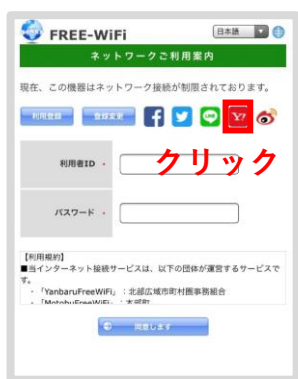 FREE-WiFi
日本語
ネットワークご利用案内
現在、この機器はネットワーク接続が制限されております。
利用登録 登録変更 f LINE Y!
利用者ID
クリック
パスワード
【利用規約】
■当インターネット接続サービスは、以下の団体が運営するサービスです。
・「YanbaruFreeWiFi」：北部広域市町村圏事務組合
・「MotobuFreeWiFi」：本部町
同意します